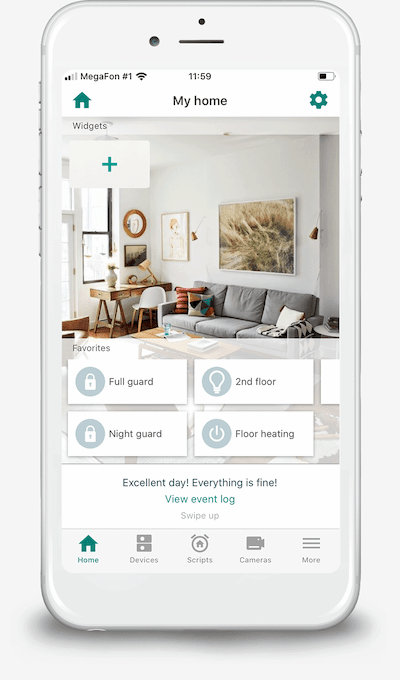 MegaFon #1 11:59
My home
Widgets
Favorites
Full guard 2nd floor
Night guard Floor heating
Excellent day! Everything is fine!
View event log
Swipe up
Home Devices Scripts Cameras More